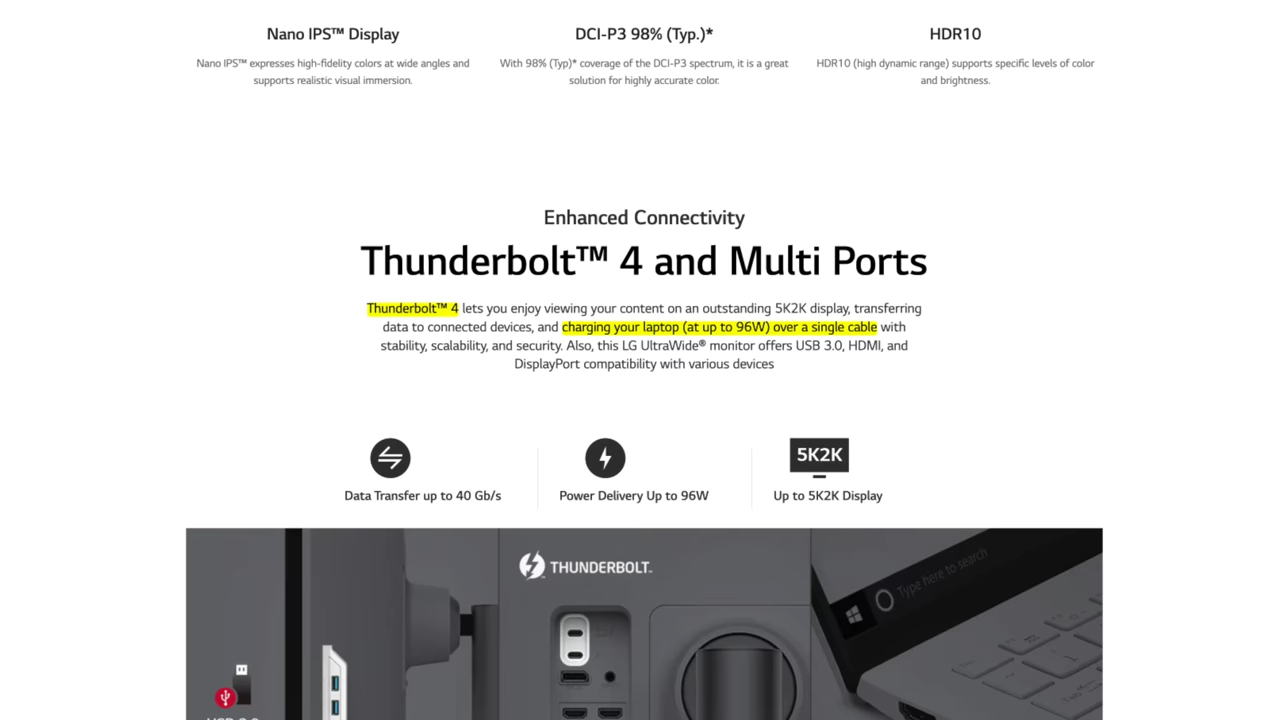 Nano IPS™ Display
Nano IPS™ expresses high-fidelity colors at wide angles and
supports realistic visual immersion.
DCI-P3 98% (Typ.)*
With 98% (Typ)* coverage of the DCI-P3 spectrum, it is a great
solution for highly accurate color.
HDR10
HDR10 (high dynamic range) supports specific levels of color
and brightness.
Enhanced Connectivity
Thunderbolt™ 4 and Multi Ports
Thunderbolt™ 4 lets you enjoy viewing your content on an outstanding 5K2K display, transferring
data to connected devices, and charging your laptop (at up to 96W) over a single cable with
stability, scalability, and security. Also, this LG UltraWide® monitor offers USB 3.0, HDMI, and
DisplayPort compatibility with various devices
Data Transfer up to 40 Gb/s
Power Delivery Up to 96W
5K2K
Up to 5K2K Display
THUNDERBOLT™
Type here to search